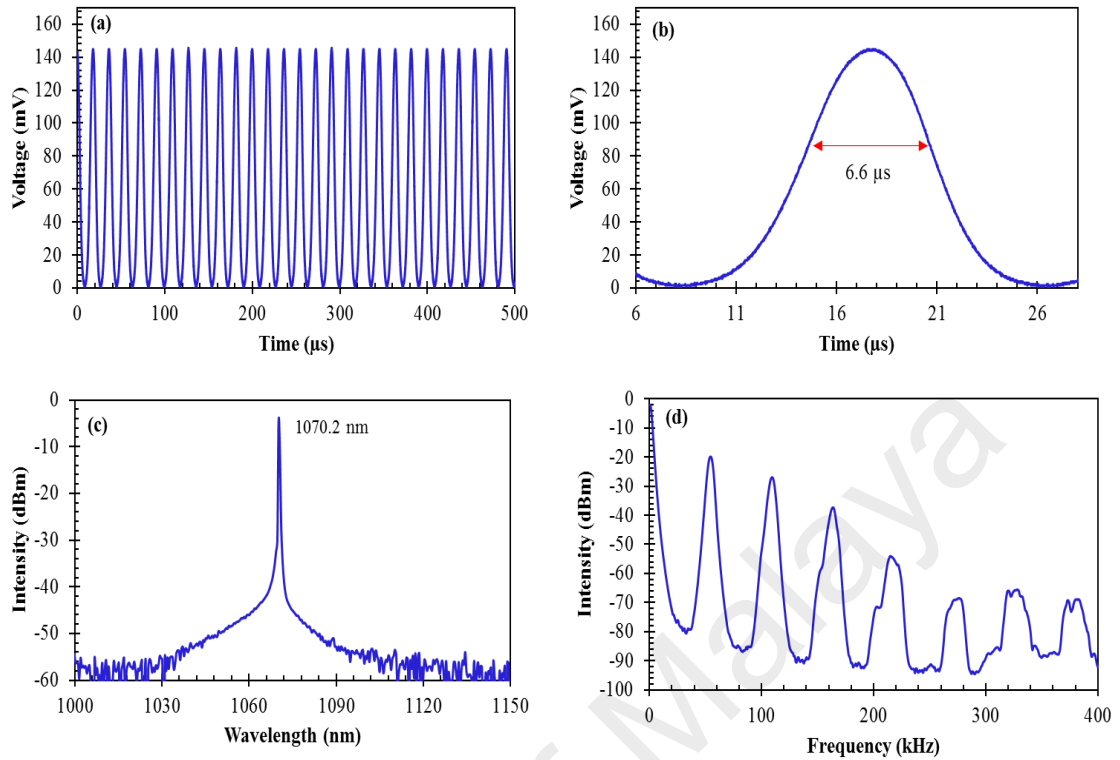 (a)
160
140
120
100
80
60
40
20
0
Voltage (mV)
0 100 200 300 400 500
Time (µs)
(b)
160
140
120
100
80
60
40
20
0
Voltage (mV)
6.6 µs
6 11 16 21 26
Time (µs)
(c)
0
-10
-20
-30
-40
-50
-60
Intensity (dBm)
1070.2 nm
1000 1030 1060 1090 1120 1150
Wavelength (nm)
(d)
0
-10
-20
-30
-40
-50
-60
-70
-80
-90
-100
Intensity (dBm)
0 100 200 300 400
Frequency (kHz)
of Malaya